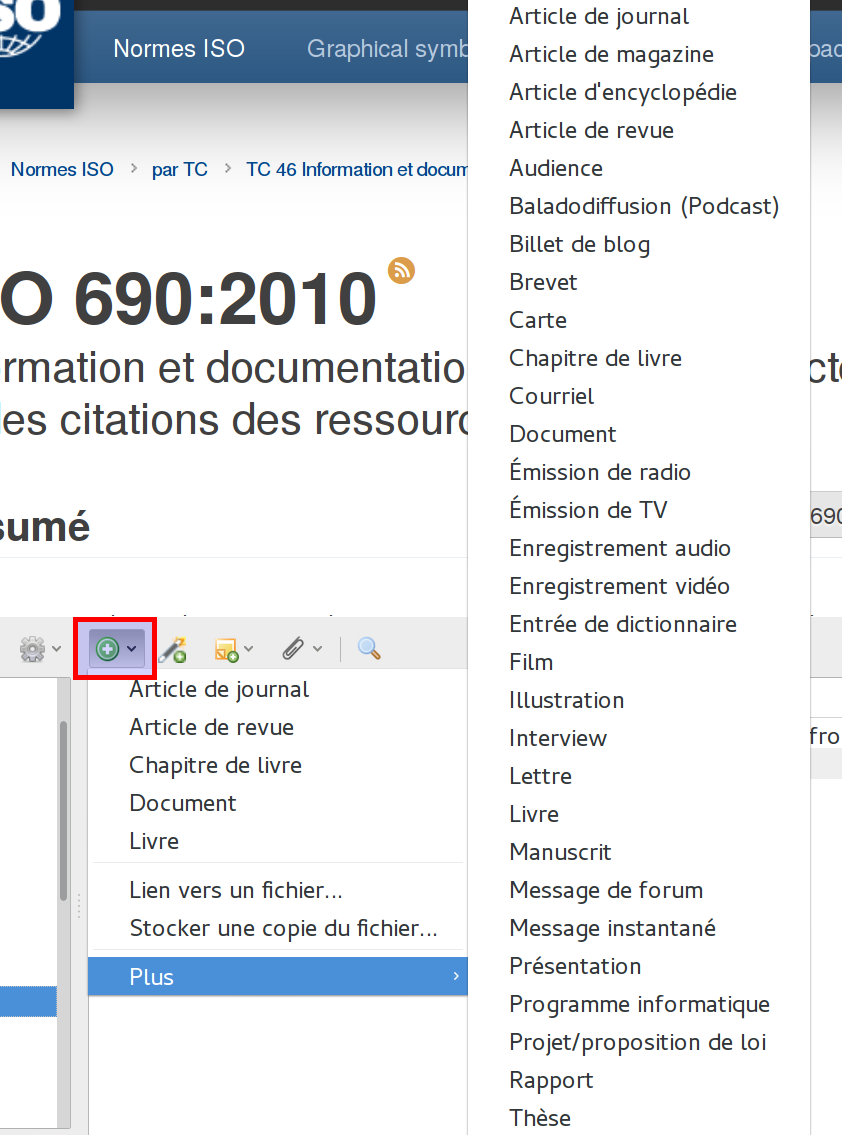 ISO
Normes ISO
Graphical symb
Normes ISO > par TC > TC 46 Information et docum
O 690:2010
rmation et documentatio
les citations des ressourc
sumé
690
fro
Article de journal
Article de revue
Chapitre de livre
Document
Livre
Lien vers un fichier...
Stocker une copie du fichier...
Plus
Article de journal
Article de magazine
Article d'encyclopédie
Article de revue
Audience
Baladodiffusion (Podcast)
Billet de blog
Brevet
Carte
Chapitre de livre
Courriel
Document
Émission de radio
Émission de TV
Enregistrement audio
Enregistrement vidéo
Entrée de dictionnaire
Film
Illustration
Interview
Lettre
Livre
Manuscrit
Message de forum
Message instantané
Présentation
Programme informatique
Projet/proposition de loi
Rapport
Thèse